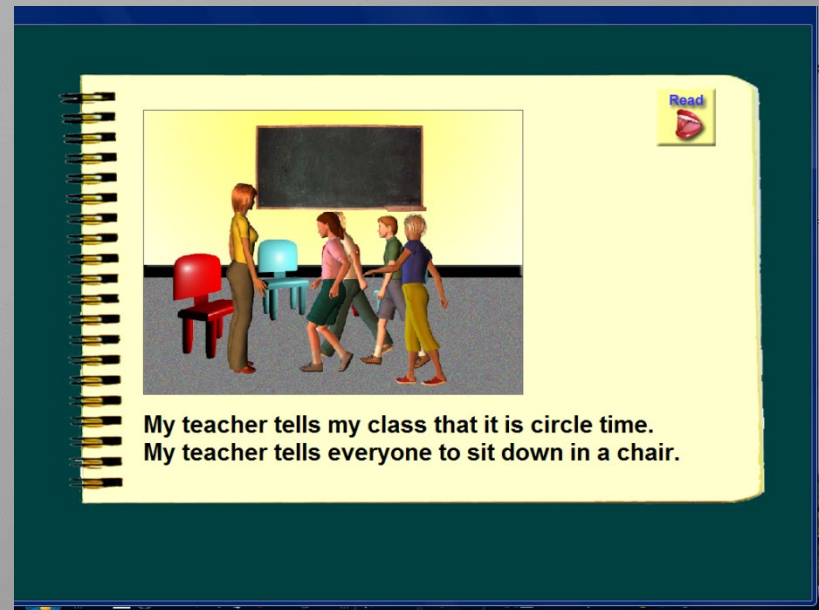 Read
My teacher tells my class that it is circle time.
My teacher tells everyone to sit down in a chair.